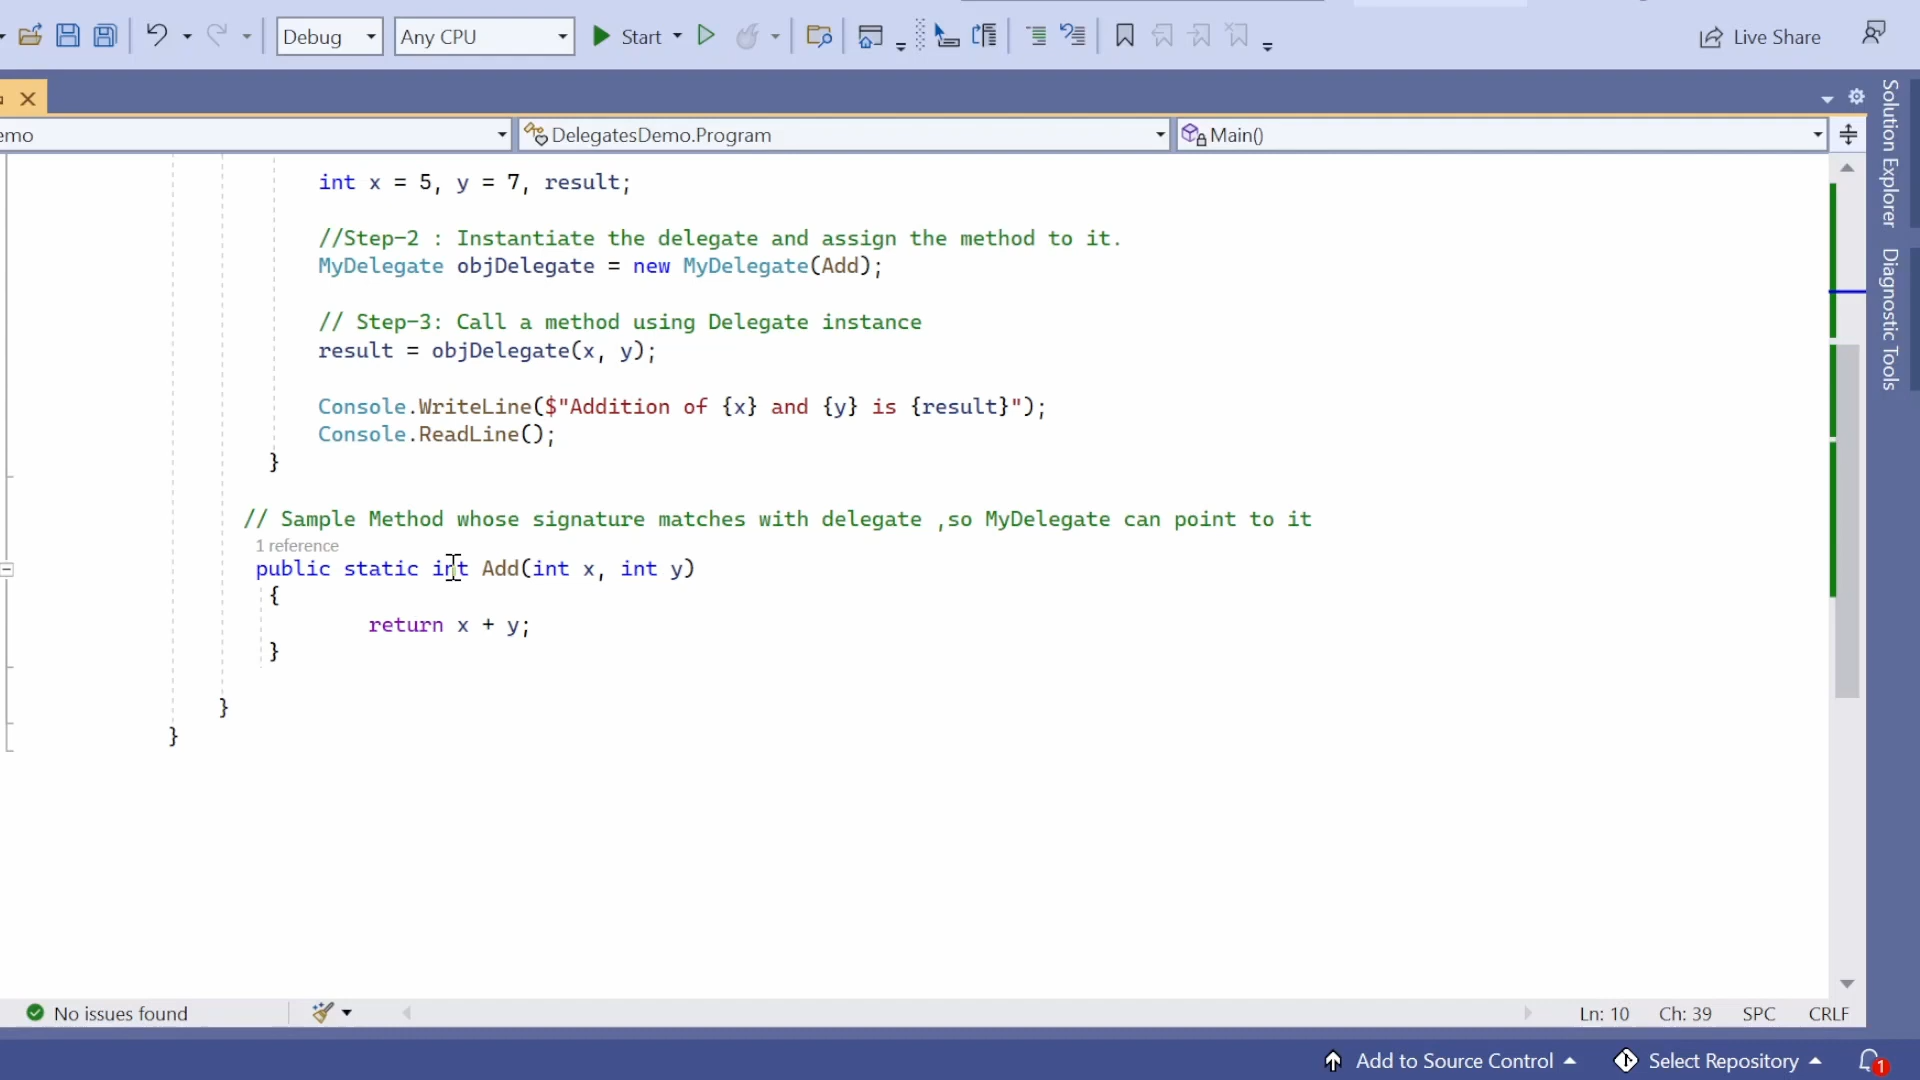 Debug
Any CPU
Start
Live Share
emo
DelegatesDemo.Program
Main()
Solution Explorer
Diagnostic Tools
int x = 5, y = 7, result;
//Step-2 : Instantiate the delegate and assign the method to it.
MyDelegate objDelegate = new MyDelegate(Add);
// Step-3: Call a method using Delegate instance
result = objDelegate(x, y);
Console.WriteLine($"Addition of {x} and {y} is {result}");
Console.ReadLine();
}
// Sample Method whose signature matches with delegate ,so MyDelegate can point to it
1 reference
public static int Add(int x, int y)
{
return x + y;
}
}
}
No issues found
Ln: 10
Ch: 39
SPC
CRLF
Add to Source Control
Select Repository
1